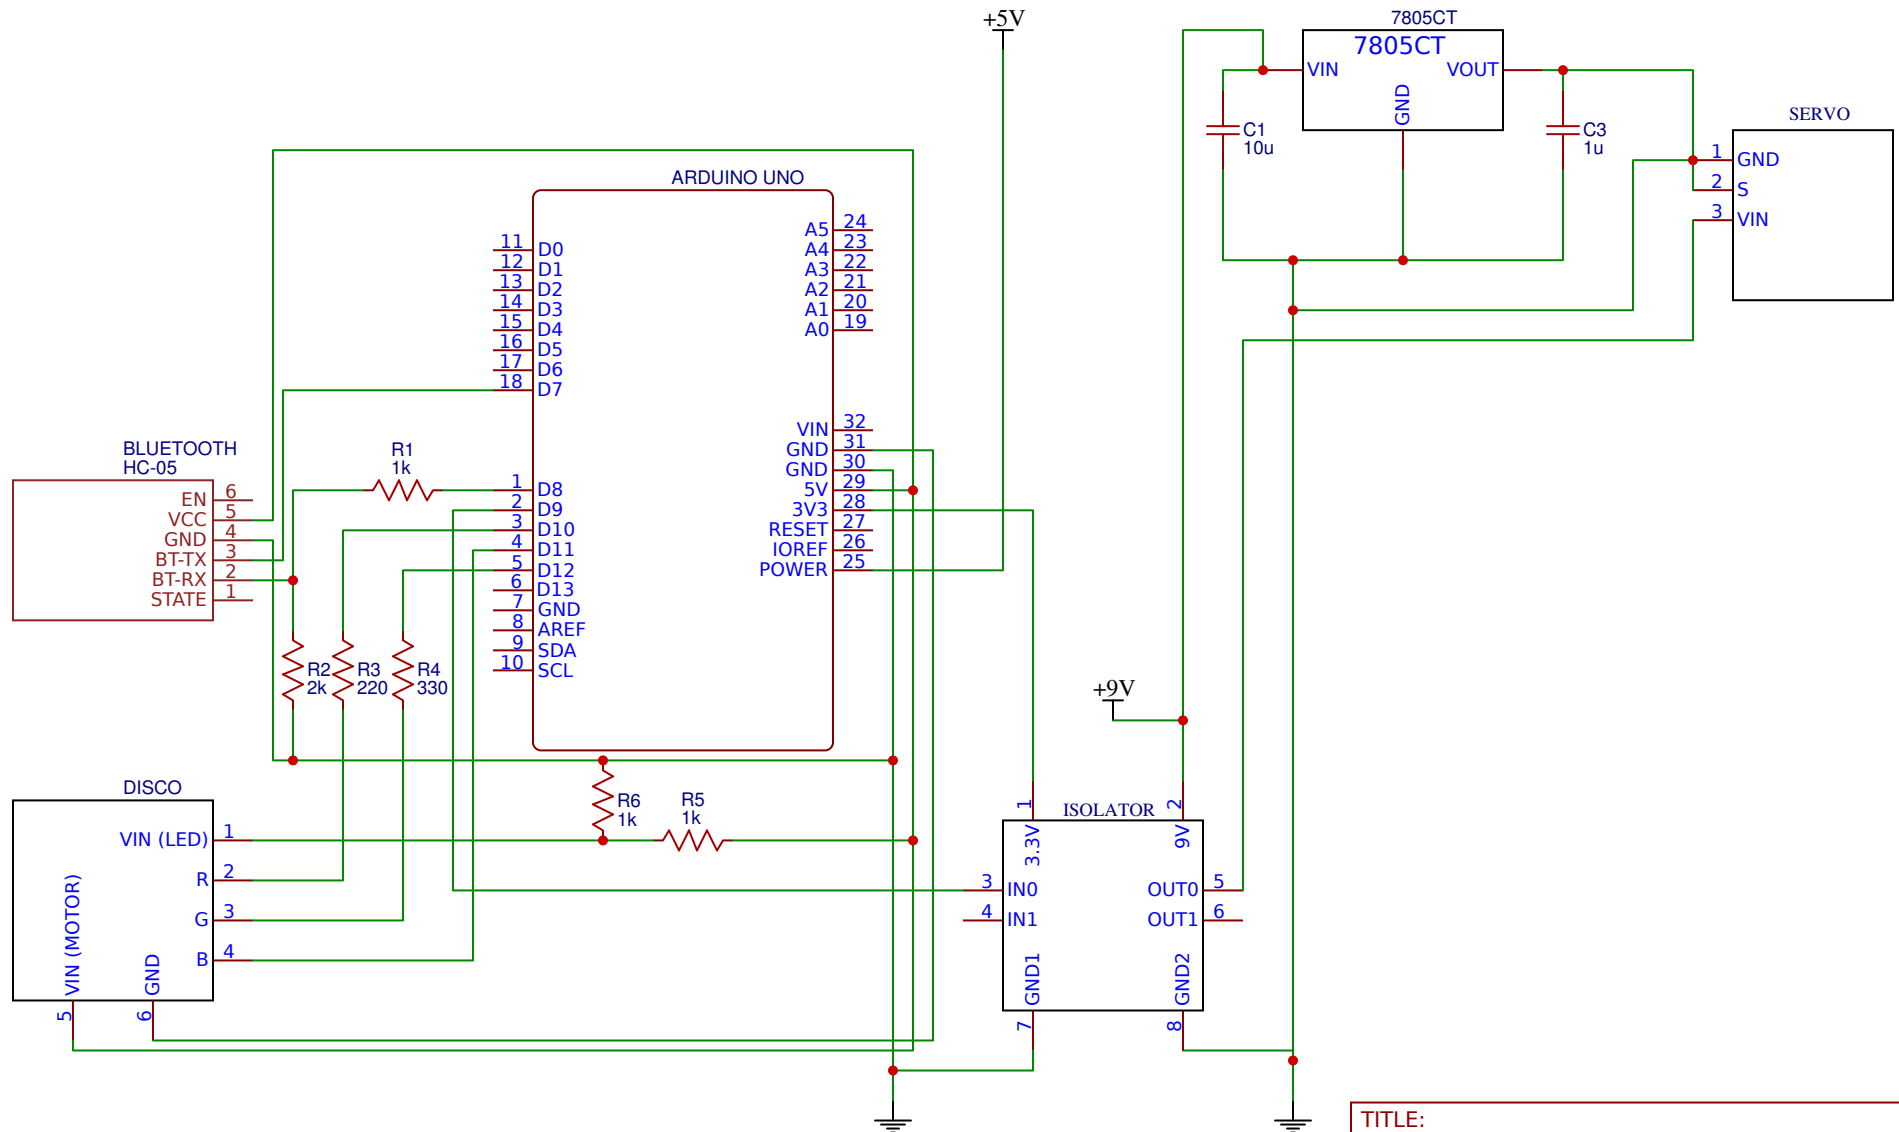 +5V
7805CT
7805CT
VIN
VOUT
GND
C1
10u
C3
1u
SERVO
1
GND
2
S
3
VIN
ARDUINO UNO
11
D0
12
D1
13
D2
14
D3
15
D4
16
D5
17
D6
18
D7
1
D8
2
D9
3
D10
4
D11
5
D12
6
D13
7
GND
8
AREF
9
SDA
10
SCL
A5
24
A4
23
A3
22
A2
21
A1
20
A0
19
VIN
32
GND
31
GND
30
5V
29
3V3
28
RESET
27
IOREF
26
POWER
25
BLUETOOTH
HC-05
EN
6
VCC
5
GND
4
BT-TX
3
BT-RX
2
STATE
1
R1
1k
R2
2k
R3
220
R4
330
R6
1k
R5
1k
DISCO
VIN (LED)
1
R
2
G
3
B
4
VIN (MOTOR)
5
GND
6
+9V
ISOLATOR
1
3.3V
2
9V
3
IN0
4
IN1
OUT0
5
OUT1
6
GND1
7
GND2
8
TITLE: